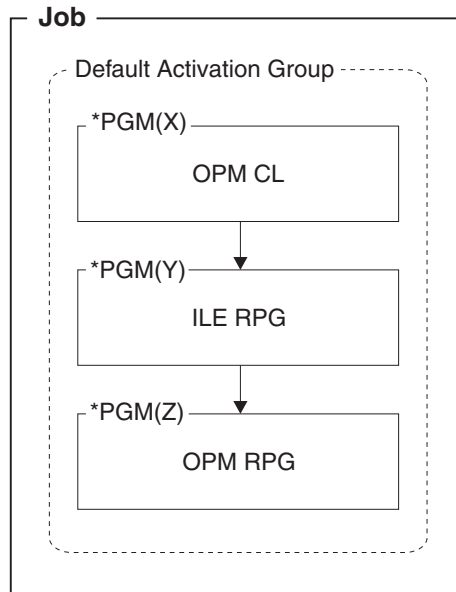 Job
Default Activation Group
*PGM(X)
OPM CL
*PGM(Y)
ILE RPG
*PGM(Z)
OPM RPG